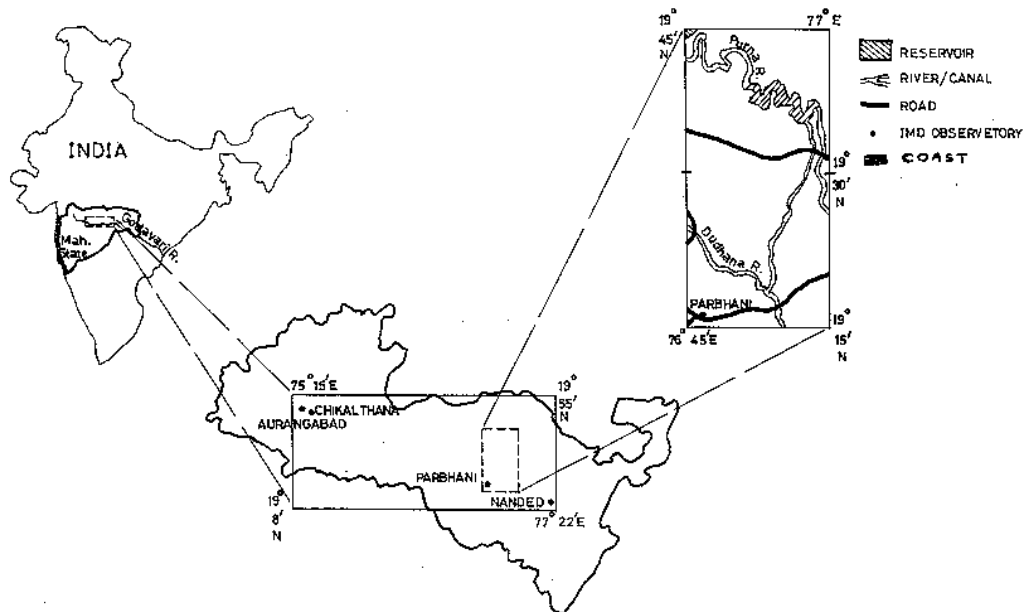 INDIA
Mah.
State
Godavari R.
19°
45'
N
77° E
Purna
R.
19°
30'
N
Dudhana R.
PARBHANI
76° 45'E
19°
15'
N
RESERVOIR
RIVER/CANAL
ROAD
IMD OBSERVETORY
COAST
75° 15'E
19°
55'
N
CHIKALTHANA
AURANGABAD
PARBHANI
NANDED
19°
8'
N
77° 22'E